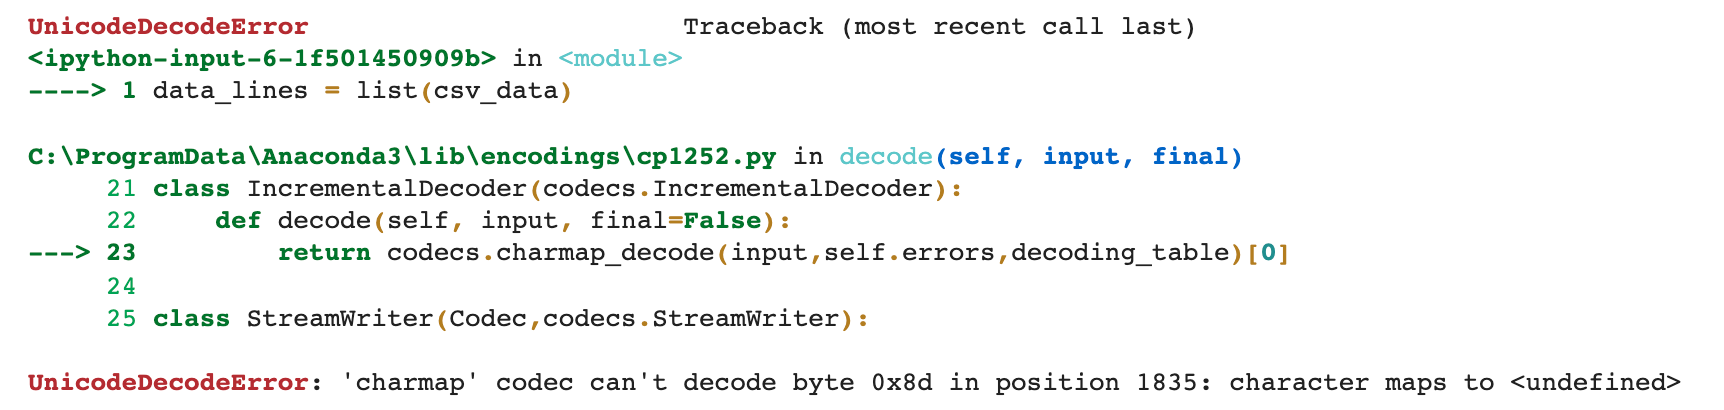 UnicodeDecodeError                        Traceback (most recent call last)
<ipython-input-6-1f501450909b> in <module>
----> 1 data_lines = list(csv_data)

C:\ProgramData\Anaconda3\lib\encodings\cp1252.py in decode(self, input, final)
     21 class IncrementalDecoder(codecs.IncrementalDecoder):
     22     def decode(self, input, final=False):
---> 23         return codecs.charmap_decode(input,self.errors,decoding_table)[0]
     24
     25 class StreamWriter(Codec,codecs.StreamWriter):

UnicodeDecodeError: 'charmap' codec can't decode byte 0x8d in position 1835: character maps to <undefined>